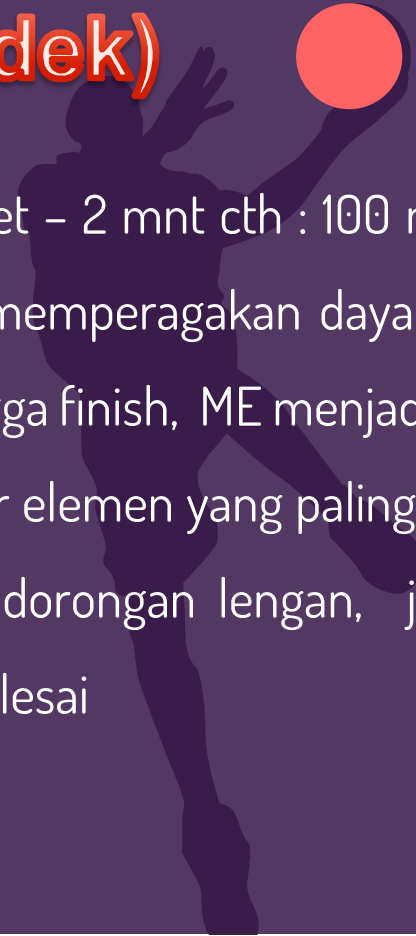 dek)
et – 2 mnt cth : 100
memperagakan daya
gga finish, ME menjad
r elemen yang paling
dorongan lengan, j
lesai